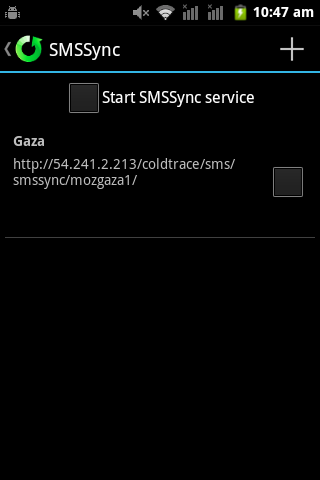 10:47 am
SMSSync
Start SMSSync service
Gaza
http://54.241.2.213/coldtrace/sms/
smssync/mozgaza1/